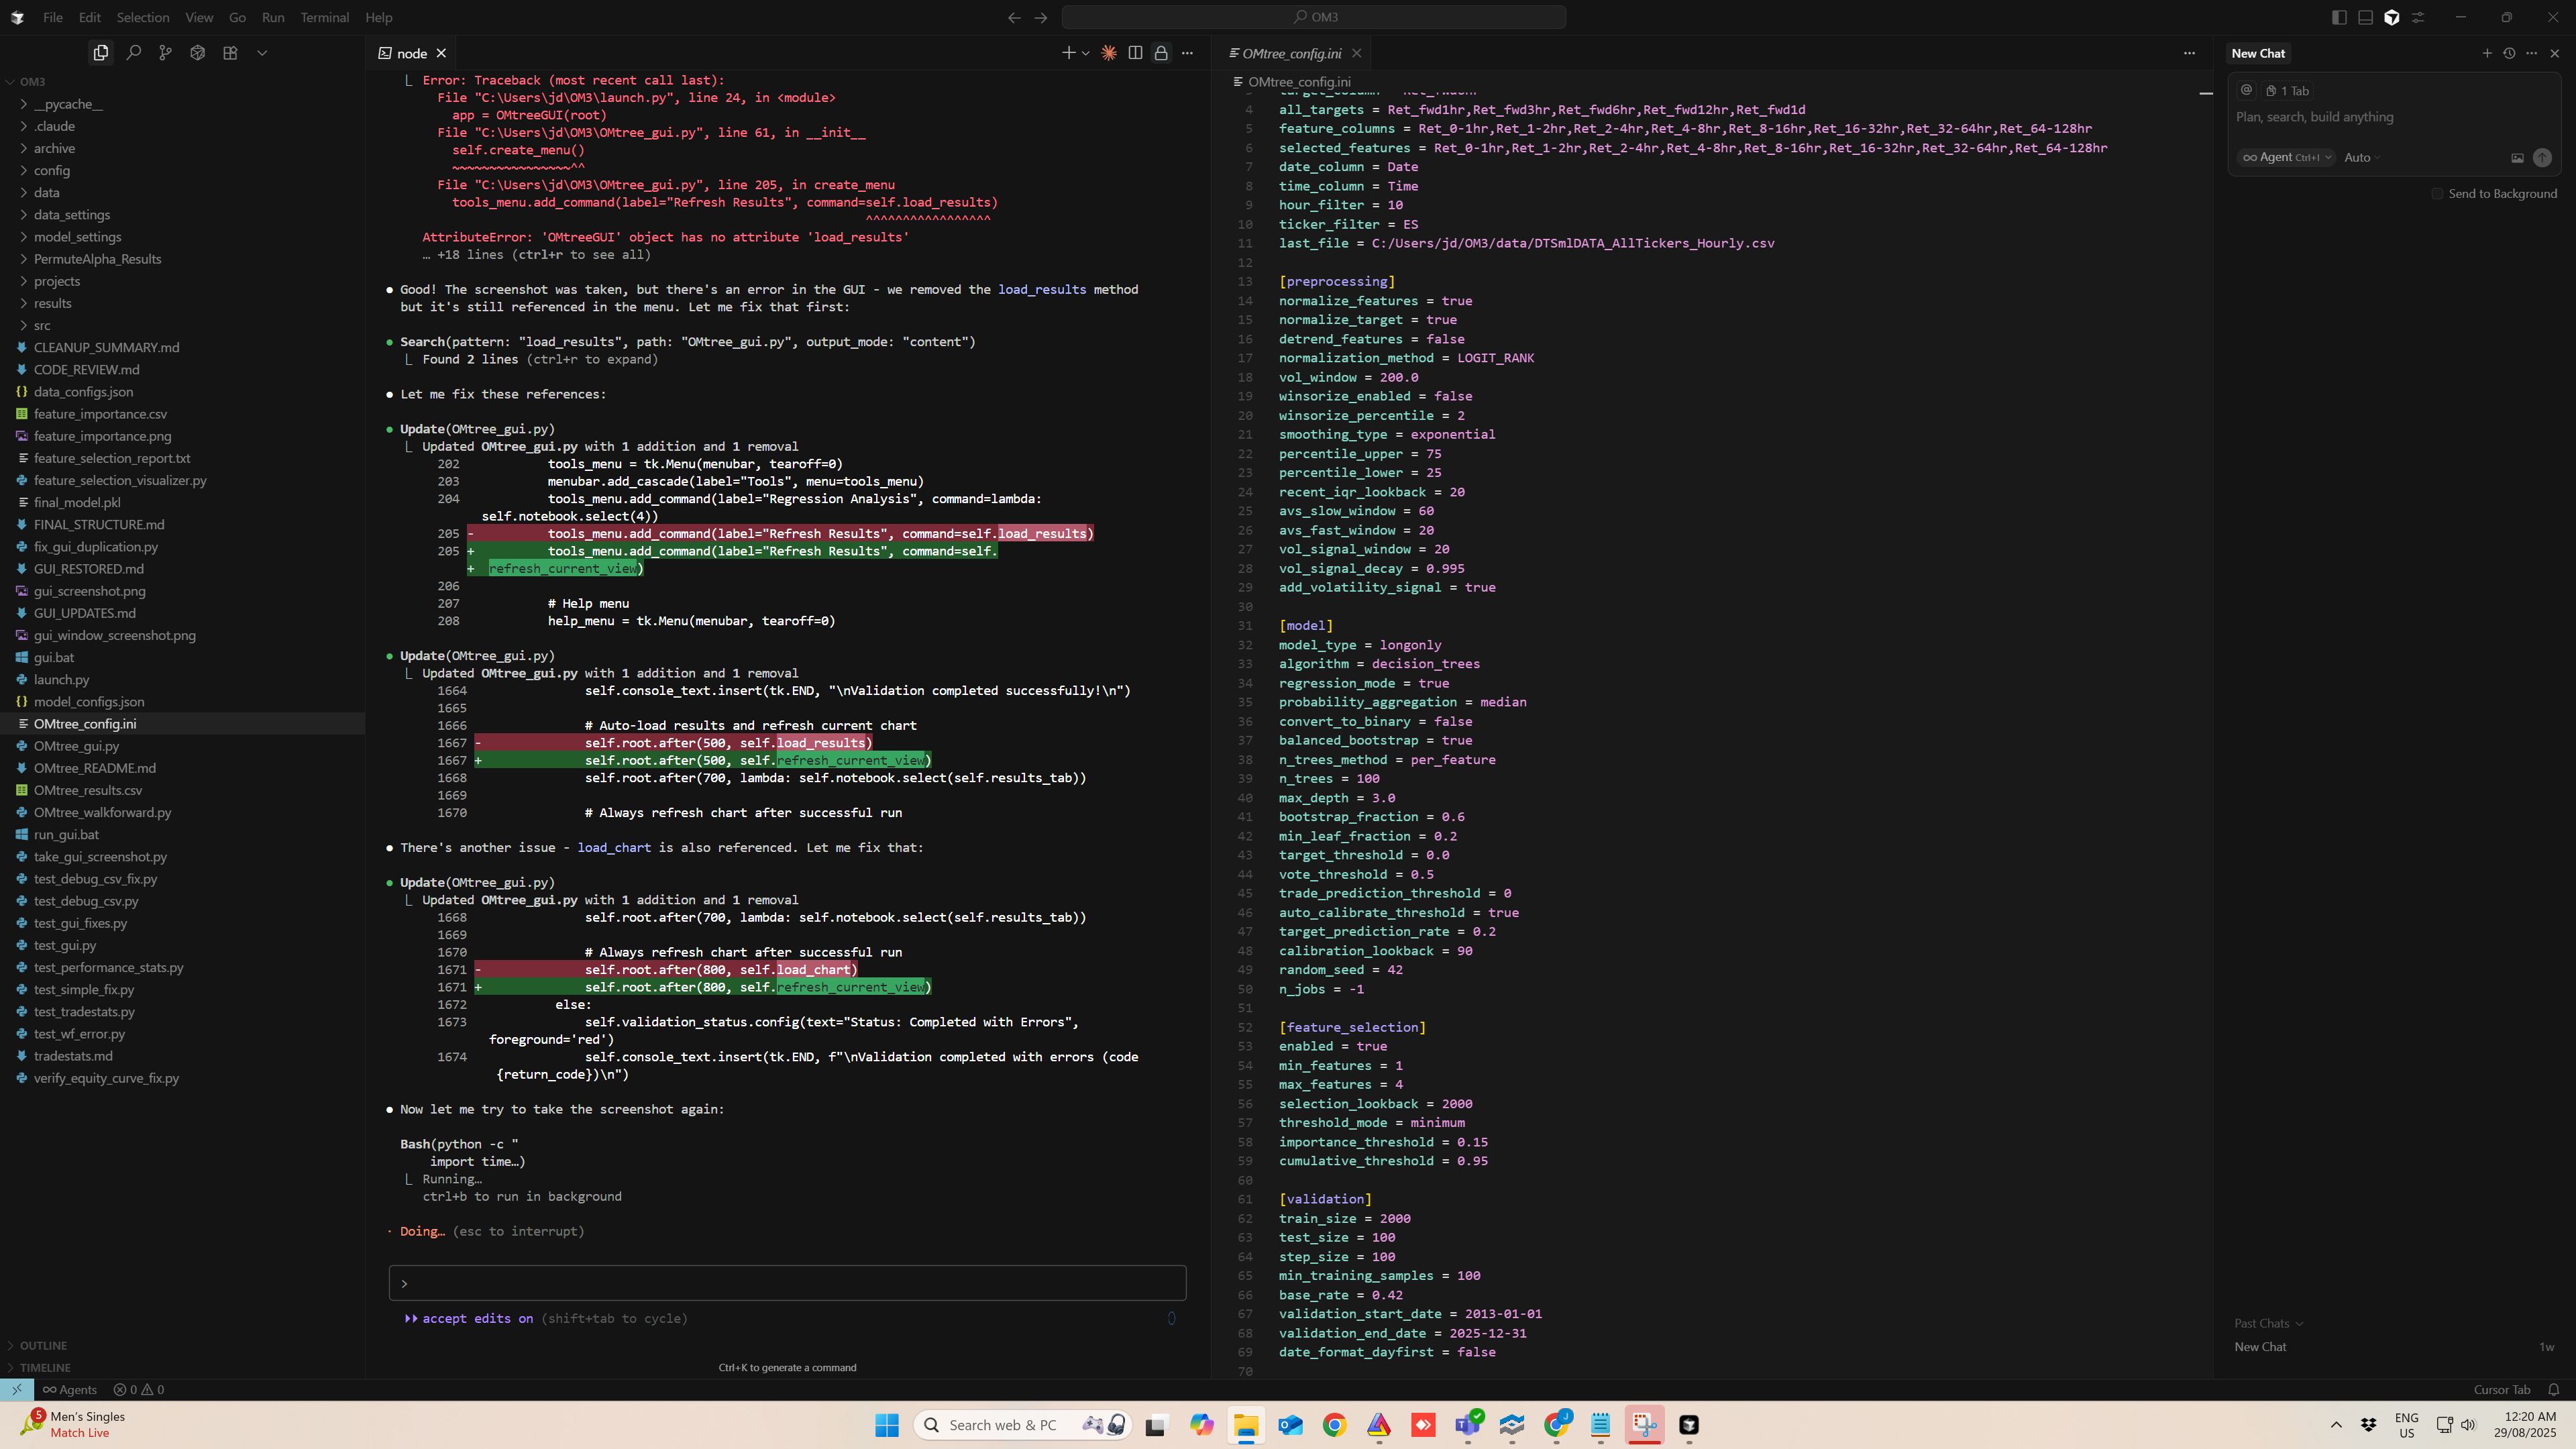 File Edit Selection View Go Run Terminal Help
OM3
OM3
__pycache__
.claude
archive
config
data
data_settings
model_settings
PermuteAlpha_Results
projects
results
src
CLEANUP_SUMMARY.md
CODE_REVIEW.md
data_configs.json
feature_importance.csv
feature_importance.png
feature_selection_report.txt
feature_selection_visualizer.py
final_model.pkl
FINAL_STRUCTURE.md
fix_gui_duplication.py
GUI_RESTORED.md
gui_screenshot.png
GUI_UPDATES.md
gui_window_screenshot.png
gui.bat
launch.py
model_configs.json
OMtree_config.ini
OMtree_gui.py
OMtree_README.md
OMtree_results.csv
OMtree_walkforward.py
run_gui.bat
take_gui_screenshot.py
test_debug_csv_fix.py
test_debug_csv.py
test_gui_fixes.py
test_gui.py
test_performance_stats.py
test_simple_fix.py
test_tradestats.py
test_wf_error.py
tradestats.md
verify_equity_curve_fix.py
OUTLINE
TIMELINE
node
Error: Traceback (most recent call last):
File "C:\Users\jd\OM3\launch.py", line 24, in <module>
app = OMtreeGUI(root)
File "C:\Users\jd\OM3\OMtree_gui.py", line 61, in __init__
self.create_menu()
~~~~~~~~~~~~~~~~^^
File "C:\Users\jd\OM3\OMtree_gui.py", line 205, in create_menu
tools_menu.add_command(label="Refresh Results", command=self.load_results)
^^^^^^^^^^^^^^^^^
AttributeError: 'OMtreeGUI' object has no attribute 'load_results'
… +18 lines (ctrl+r to see all)
● Good! The screenshot was taken, but there's an error in the GUI - we removed the load_results method
but it's still referenced in the menu. Let me fix that first:
● Search(pattern: "load_results", path: "OMtree_gui.py", output_mode: "content")
Found 2 lines (ctrl+r to expand)
● Let me fix these references:
● Update(OMtree_gui.py)
Updated OMtree_gui.py with 1 addition and 1 removal
202 tools_menu = tk.Menu(menubar, tearoff=0)
203 menubar.add_cascade(label="Tools", menu=tools_menu)
204 tools_menu.add_command(label="Regression Analysis", command=lambda:
self.notebook.select(4))
205 - tools_menu.add_command(label="Refresh Results", command=self.load_results)
205 + tools_menu.add_command(label="Refresh Results", command=self.
+ refresh_current_view)
206
207 # Help menu
208 help_menu = tk.Menu(menubar, tearoff=0)
● Update(OMtree_gui.py)
Updated OMtree_gui.py with 1 addition and 1 removal
1664 self.console_text.insert(tk.END, "\nValidation completed successfully!\n")
1665
1666 # Auto-load results and refresh current chart
1667 - self.root.after(500, self.load_results)
1667 + self.root.after(500, self.refresh_current_view)
1668 self.root.after(700, lambda: self.notebook.select(self.results_tab))
1669
1670 # Always refresh chart after successful run
● There's another issue - load_chart is also referenced. Let me fix that:
● Update(OMtree_gui.py)
Updated OMtree_gui.py with 1 addition and 1 removal
1668 self.root.after(700, lambda: self.notebook.select(self.results_tab))
1669
1670 # Always refresh chart after successful run
1671 - self.root.after(800, self.load_chart)
1671 + self.root.after(800, self.refresh_current_view)
1672 else:
1673 self.validation_status.config(text="Status: Completed with Errors",
foreground='red')
1674 self.console_text.insert(tk.END, f"\nValidation completed with errors (code
{return_code})\n")
● Now let me try to take the screenshot again:
Bash(python -c "
import time…)
Running…
ctrl+b to run in background
· Doing… (esc to interrupt)
>
accept edits on (shift+tab to cycle)
Ctrl+K to generate a command
OMtree_config.ini
OMtree_config.ini
4 all_targets = Ret_fwd1hr,Ret_fwd3hr,Ret_fwd6hr,Ret_fwd12hr,Ret_fwd1d
5 feature_columns = Ret_0-1hr,Ret_1-2hr,Ret_2-4hr,Ret_4-8hr,Ret_8-16hr,Ret_16-32hr,Ret_32-64hr,Ret_64-128hr
6 selected_features = Ret_0-1hr,Ret_1-2hr,Ret_2-4hr,Ret_4-8hr,Ret_8-16hr,Ret_16-32hr,Ret_32-64hr,Ret_64-128hr
7 date_column = Date
8 time_column = Time
9 hour_filter = 10
10 ticker_filter = ES
11 last_file = C:/Users/jd/OM3/data/DTSmlDATA_AllTickers_Hourly.csv
12
13 [preprocessing]
14 normalize_features = true
15 normalize_target = true
16 detrend_features = false
17 normalization_method = LOGIT_RANK
18 vol_window = 200.0
19 winsorize_enabled = false
20 winsorize_percentile = 2
21 smoothing_type = exponential
22 percentile_upper = 75
23 percentile_lower = 25
24 recent_iqr_lookback = 20
25 avs_slow_window = 60
26 avs_fast_window = 20
27 vol_signal_window = 20
28 vol_signal_decay = 0.995
29 add_volatility_signal = true
30
31 [model]
32 model_type = longonly
33 algorithm = decision_trees
34 regression_mode = true
35 probability_aggregation = median
36 convert_to_binary = false
37 balanced_bootstrap = true
38 n_trees_method = per_feature
39 n_trees = 100
40 max_depth = 3.0
41 bootstrap_fraction = 0.6
42 min_leaf_fraction = 0.2
43 target_threshold = 0.0
44 vote_threshold = 0.5
45 trade_prediction_threshold = 0
46 auto_calibrate_threshold = true
47 target_prediction_rate = 0.2
48 calibration_lookback = 90
49 random_seed = 42
50 n_jobs = -1
51
52 [feature_selection]
53 enabled = true
54 min_features = 1
55 max_features = 4
56 selection_lookback = 2000
57 threshold_mode = minimum
58 importance_threshold = 0.15
59 cumulative_threshold = 0.95
60
61 [validation]
62 train_size = 2000
63 test_size = 100
64 step_size = 100
65 min_training_samples = 100
66 base_rate = 0.42
67 validation_start_date = 2013-01-01
68 validation_end_date = 2025-12-31
69 date_format_dayfirst = false
70
New Chat
@ 1 Tab
Plan, search, build anything
Agent Ctrl+I Auto
Send to Background
Past Chats
New Chat 1w
Agents 0 0
Cursor Tab
5
Men's Singles
Match Live
Search web & PC
ENG
US
12:20 AM
29/08/2025